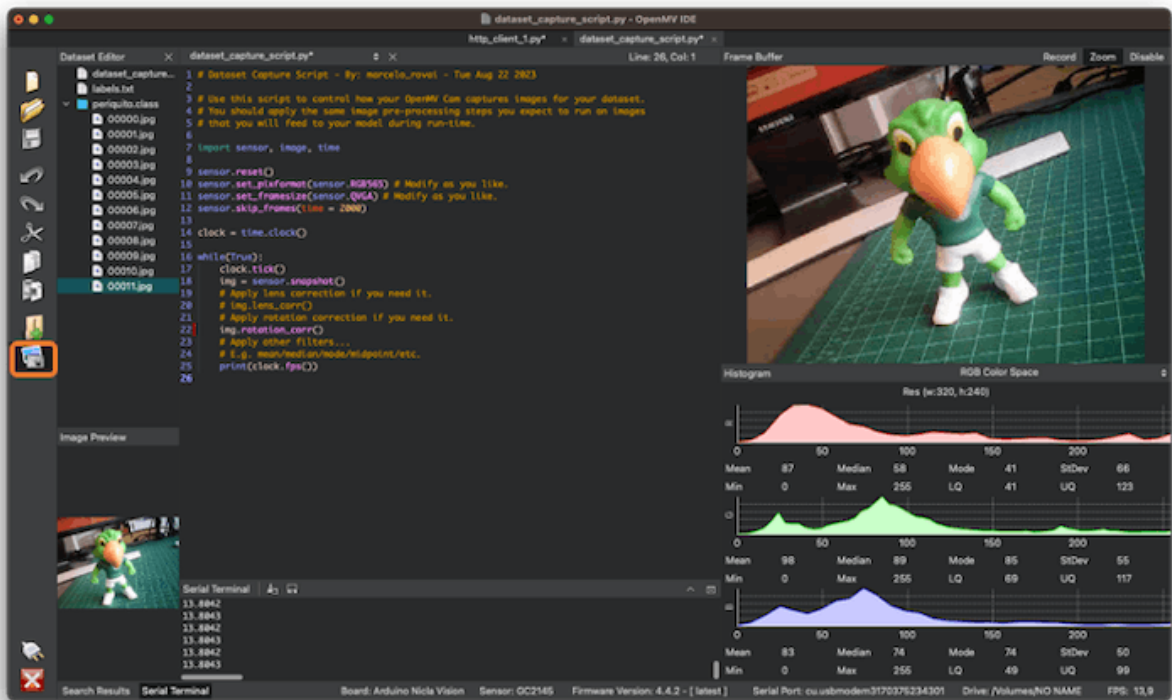 dataset_capture_script.py - OpenMV IDE
http_client_1.py* × dataset_capture_script.py* ×
Dataset Editor
dataset_capture...
labels.txt
periquito.class
00000.jpg
00001.jpg
00002.jpg
00003.jpg
00004.jpg
00005.jpg
00006.jpg
00007.jpg
00008.jpg
00009.jpg
00010.jpg
00011.jpg
Image Preview
dataset_capture_script.py* Line: 26, Col: 1
1 # Dataset Capture Script - By: marcelo_rovai - Tue Aug 22 2023
2
3 # Use this script to control how your OpenMV Cam captures images for your dataset.
4 # You should apply the same image pre-processing steps you expect to run on images
5 # that you will feed to your model during run-time.
6
7 import sensor, image, time
8
9 sensor.reset()
10 sensor.set_pixformat(sensor.RGB565) # Modify as you like.
11 sensor.set_framesize(sensor.QVGA) # Modify as you like.
12 sensor.skip_frames(time = 2000)
13
14 clock = time.clock()
15
16 while(True):
17 clock.tick()
18 img = sensor.snapshot()
19 # Apply lens correction if you need it.
20 # img.lens_corr()
21 # Apply rotation correction if you need it.
22 img.rotation_corr()
23 # Apply other filters...
24 # E.g. mean/median/mode/midpoint/etc.
25 print(clock.fps())
26
Serial Terminal
13.8042
13.8043
13.8042
13.8043
13.8042
13.8043
Frame Buffer Record Zoom Disable
SAMSUNG
Histogram RGB Color Space
Res (w:320, h:240)
R
0 50 100 150 200
Mean 87 Median 58 Mode 41 StDev 66
Min 0 Max 255 LQ 41 UQ 123
G
0 50 100 150 200
Mean 98 Median 89 Mode 85 StDev 55
Min 0 Max 255 LQ 69 UQ 117
B
0 50 100 150 200
Mean 83 Median 74 Mode 74 StDev 50
Min 0 Max 255 LQ 49 UQ 99
Search Results Serial Terminal Board: Arduino Nicla Vision Sensor: GC2145 Firmware Version: 4.4.2 - [ latest ] Serial Port: cu.usbmodem3170375234301 Drive: /Volumes/NO NAME FPS: 13,8